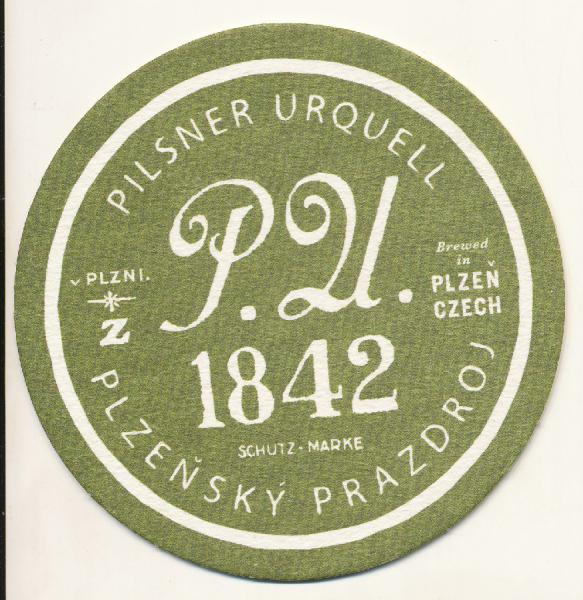 PILSNER URQUELL
P.U.
ˇ PLZNI.
Z
Brewed
in
PLZEŇ
CZECH
1842
SCHUTZ-MARKE
PLZEŇSKÝ PRAZDROJ